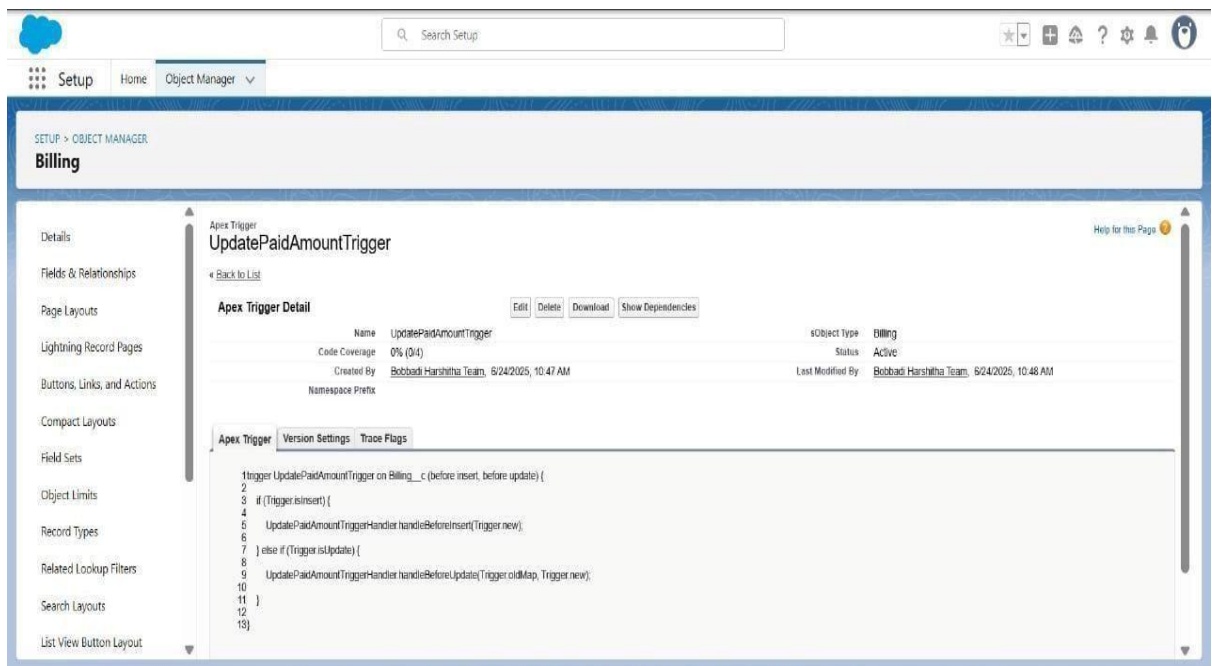 Search Setup
Setup Home Object Manager
SETUP > OBJECT MANAGER
Billing
Details
Fields & Relationships
Page Layouts
Lightning Record Pages
Buttons, Links, and Actions
Compact Layouts
Field Sets
Object Limits
Record Types
Related Lookup Filters
Search Layouts
List View Button Layout
Apex Trigger
UpdatePaidAmountTrigger
Help for this Page ?
« Back to List
Apex Trigger Detail Edit Delete Download Show Dependencies
Name UpdatePaidAmountTrigger sObject Type Billing
Code Coverage 0% (0/4) Status Active
Created By Bobbadi Harshitha Team, 6/24/2025, 10:47 AM Last Modified By Bobbadi Harshitha Team, 6/24/2025, 10:48 AM
Namespace Prefix
Apex Trigger Version Settings Trace Flags
1trigger UpdatePaidAmountTrigger on Billing__c (before insert, before update) {
2
3 if (Trigger.isInsert) {
4
5 UpdatePaidAmountTriggerHandler.handleBeforeInsert(Trigger.new);
6
7 } else if (Trigger.isUpdate) {
8
9 UpdatePaidAmountTriggerHandler.handleBeforeUpdate(Trigger.oldMap, Trigger.new);
10
11 }
12
13}